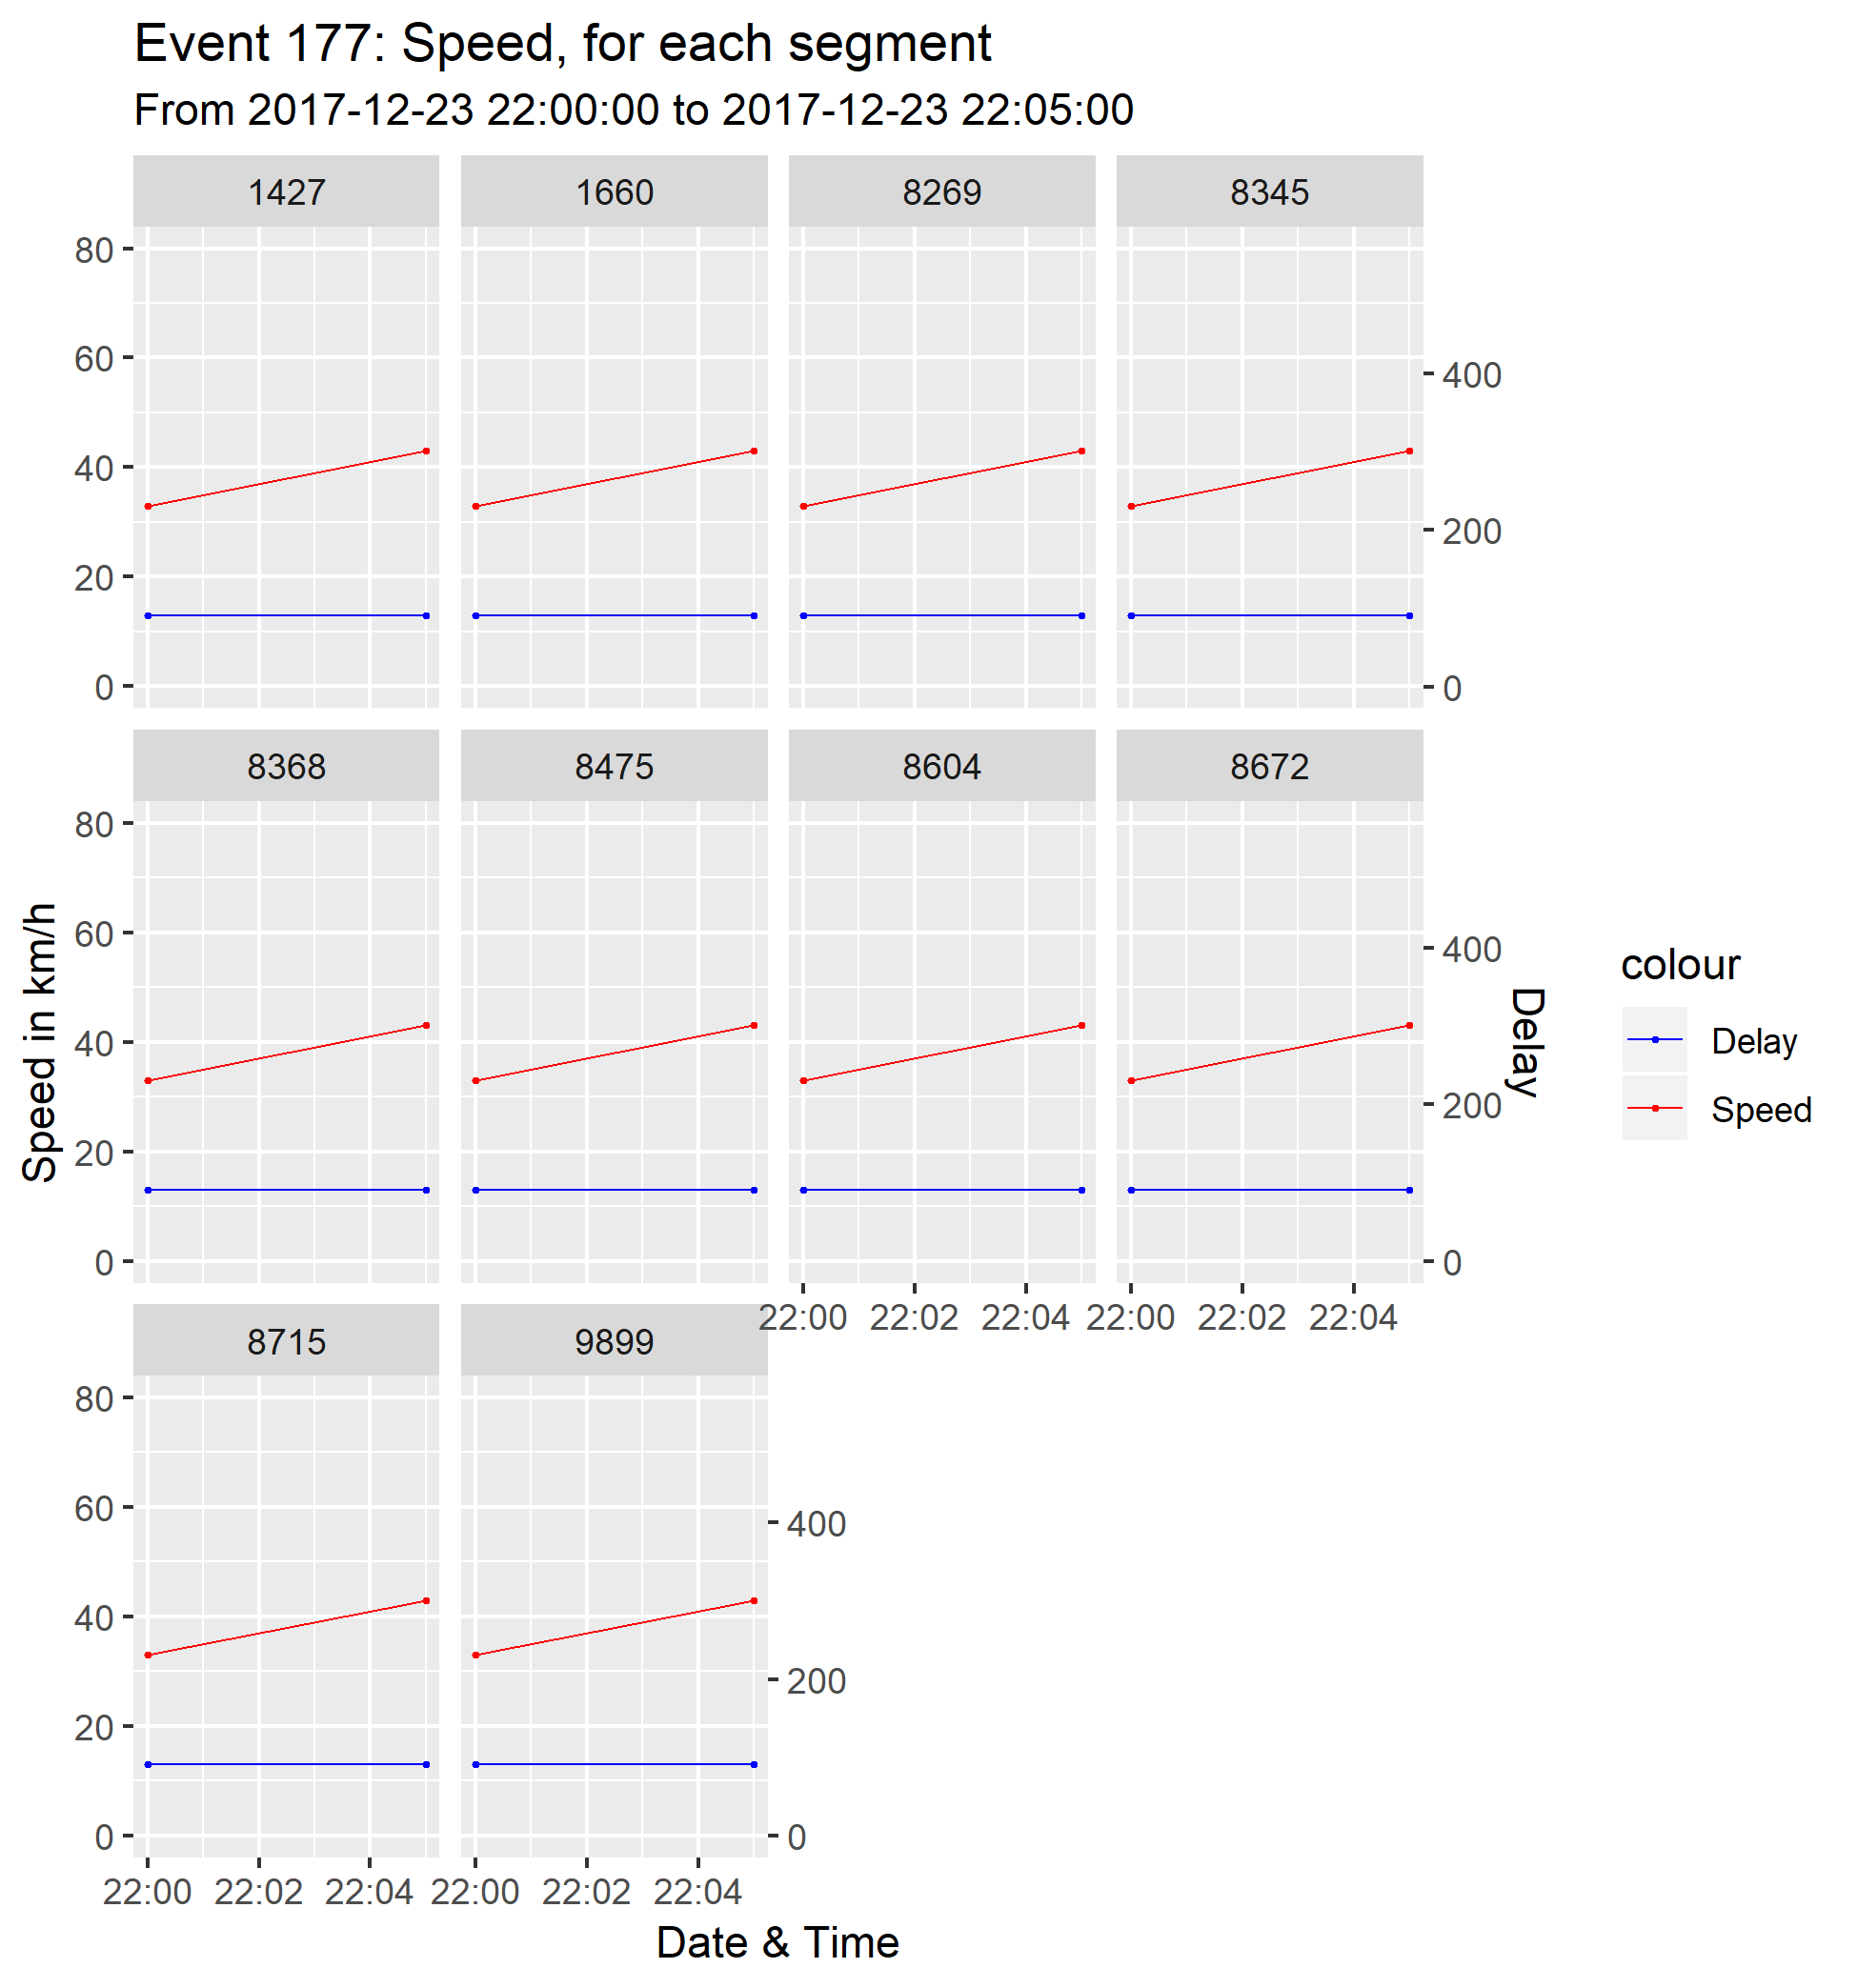 Event 177: Speed, for each segment
From 2017-12-23 22:00:00 to 2017-12-23 22:05:00
1427 1660 8269 8345
80
60
40
20
0
400
200
0
8368 8475 8604 8672
80
60
40
20
0
400
200
0
22:00 22:02 22:04 22:00 22:02 22:04
8715 9899
80
60
40
20
0
400
200
0
22:00 22:02 22:04 22:00 22:02 22:04
Date & Time
Speed in km/h
Delay
colour
Delay
Speed